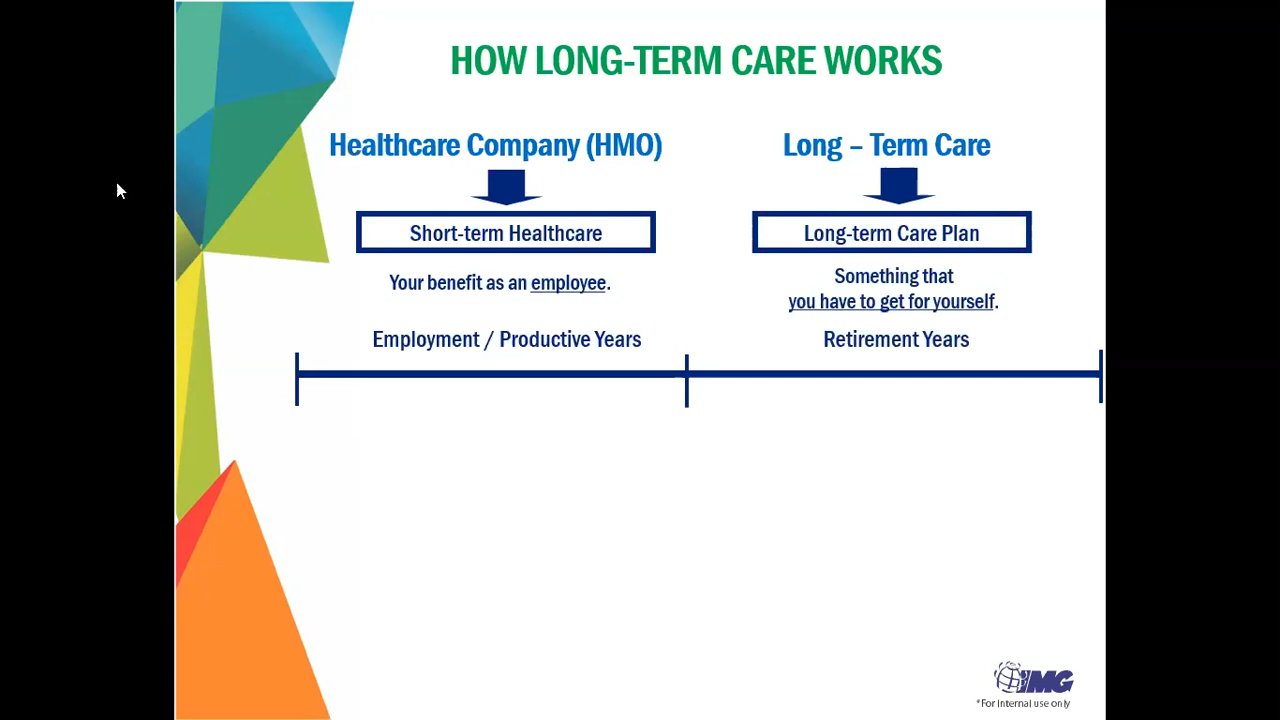 HOW LONG-TERM CARE WORKS
Healthcare Company (HMO)
Short-term Healthcare
Your benefit as an employee.
Employment / Productive Years
Long – Term Care
Long-term Care Plan
Something that
you have to get for yourself.
Retirement Years
IMG
*For Internal use only